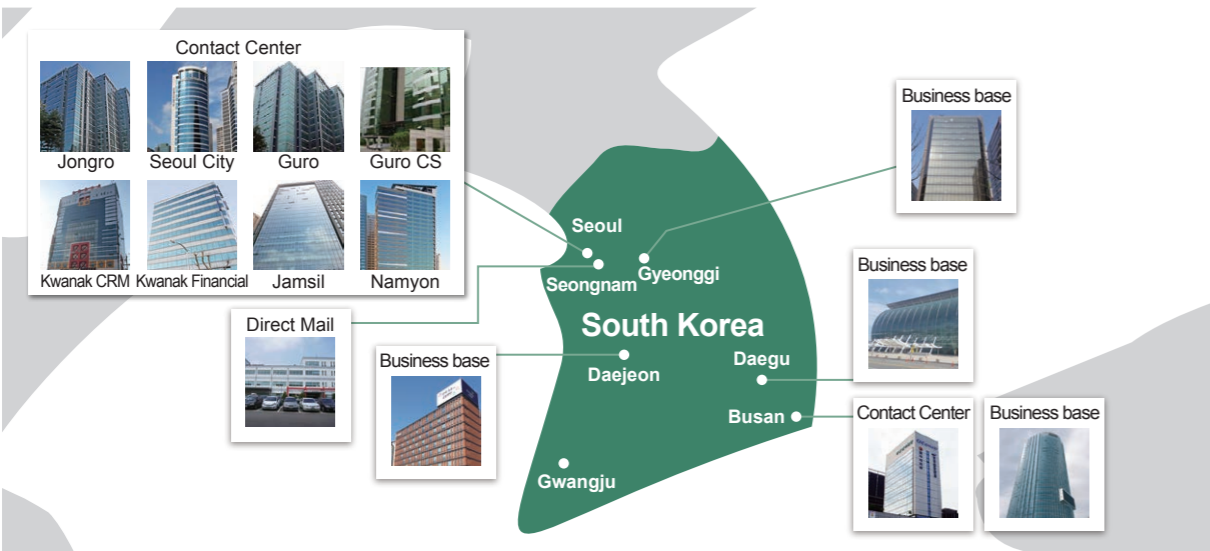 Contact Center
Jongro
Seoul City
Guro
Guro CS
Kwanak CRM
Kwanak Financial
Jamsil
Namyon
Business base
Seoul
Seongnam
Gyeonggi
Direct Mail
South Korea
Business base
Business base
Daejeon
Daegu
Busan
Contact Center
Business base
Gwangju